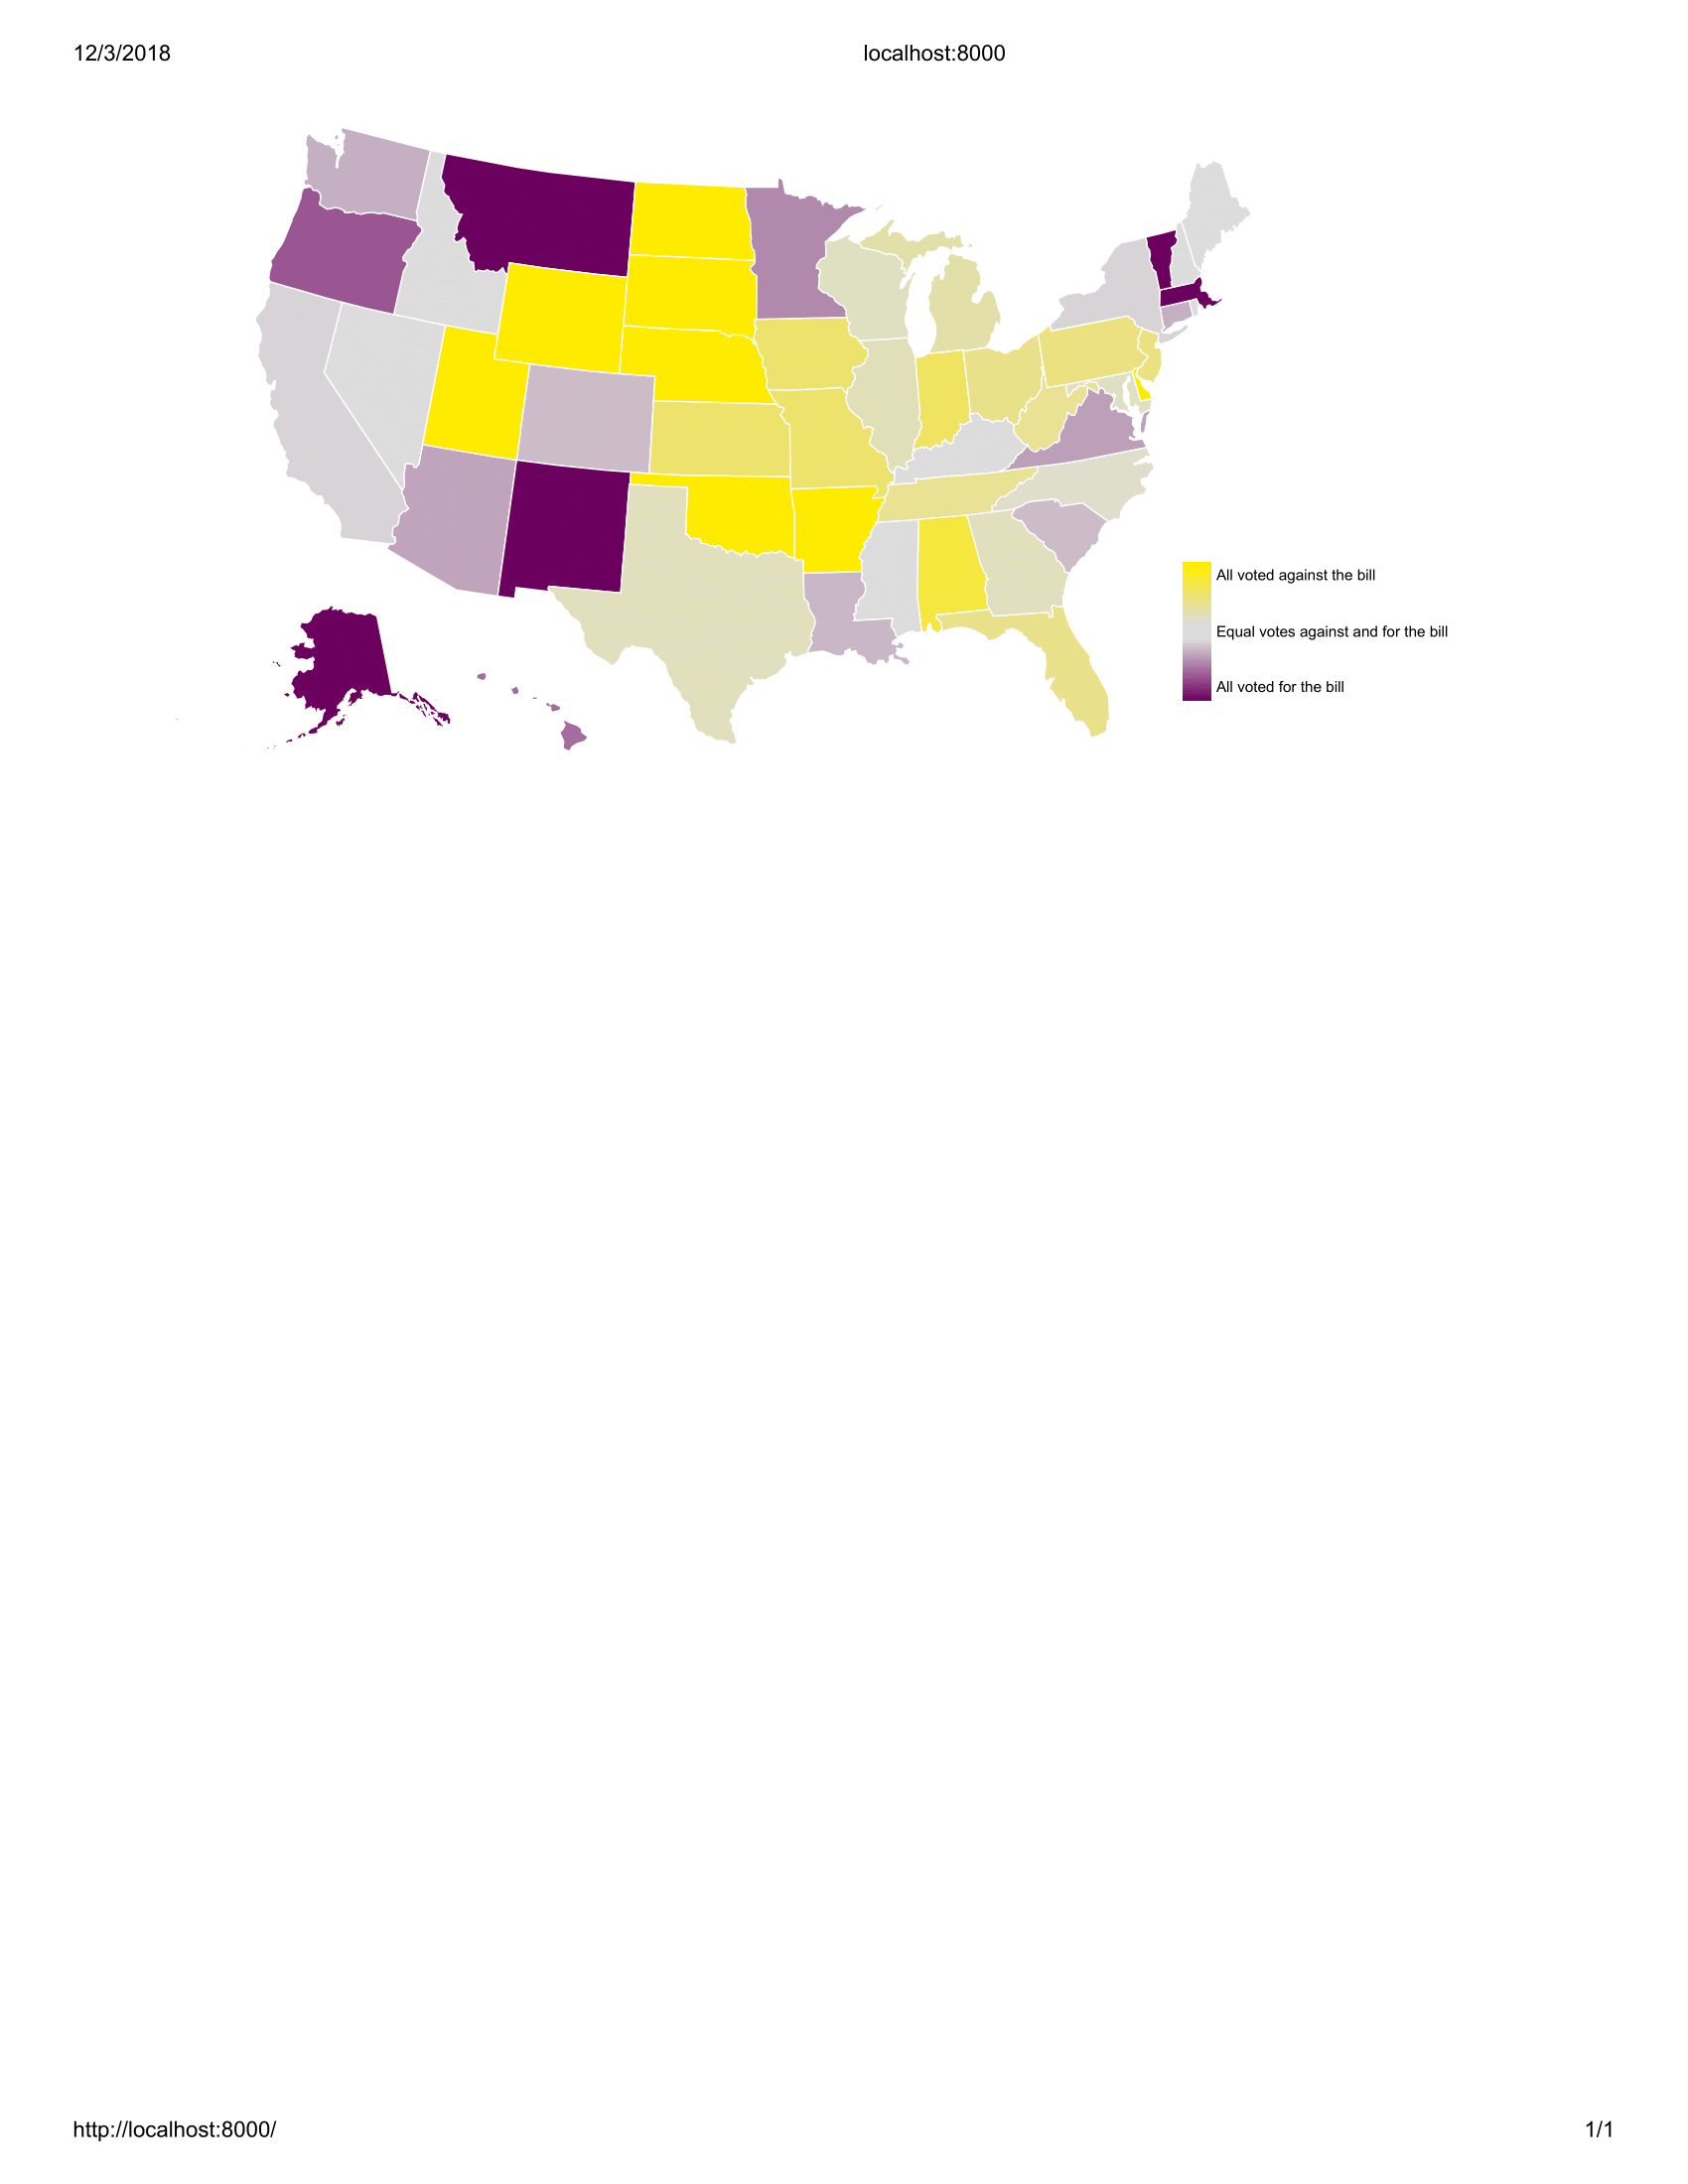 12/3/2018
localhost:8000
All voted against the bill
Equal votes against and for the bill
All voted for the bill
http://localhost:8000/
1/1